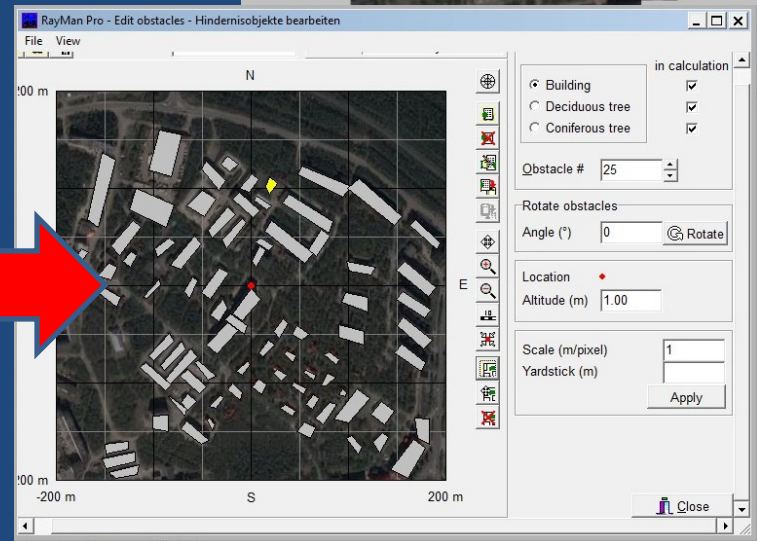 RayMan Pro - Edit obstacles - Hindernisobjekte bearbeiten
File View
N
200 m
E
-200 m
S
200 m
in calculation
Building
Deciduous tree
Coniferous tree
Obstacle # 25
Rotate obstacles
Angle (°) 0 Rotate
Location
Altitude (m) 1.00
Scale (m/pixel) 1
Yardstick (m)
Apply
Close